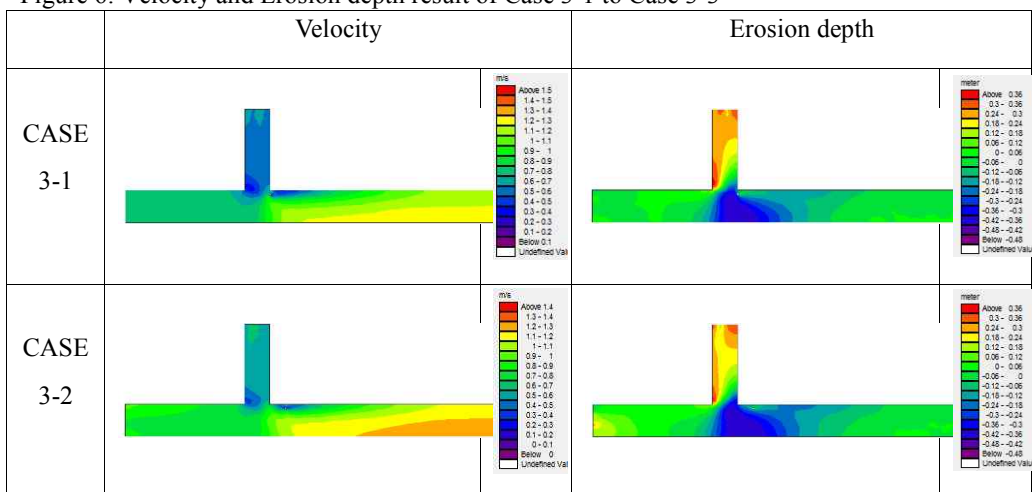 Figure 6. Velocity and Erosion depth result of Case 3-1 to Case 3-3
Velocity
Erosion depth
CASE
3-1
m/s
Above 1.5
1.4 - 1.5
1.3 - 1.4
1.2 - 1.3
1.1 - 1.2
1 - 1.1
0.9 - 1
0.8 - 0.9
0.7 - 0.8
0.6 - 0.7
0.5 - 0.6
0.4 - 0.5
0.3 - 0.4
0.2 - 0.3
0.1 - 0.2
Below 0.1
Undefined Val
meter
Above 0.36
0.3 - 0.36
0.24 - 0.3
0.18 - 0.24
0.12 - 0.18
0.06 - 0.12
0 - 0.06
-0.06 - 0
-0.12 - -0.06
-0.18 - -0.12
-0.24 - -0.18
-0.3 - -0.24
-0.36 - -0.3
-0.42 - -0.36
-0.48 - -0.42
Below -0.48
Undefined Valu
CASE
3-2
m/s
Above 1.4
1.3 - 1.4
1.2 - 1.3
1.1 - 1.2
1 - 1.1
0.9 - 1
0.8 - 0.9
0.7 - 0.8
0.6 - 0.7
0.5 - 0.6
0.4 - 0.5
0.3 - 0.4
0.2 - 0.3
0.1 - 0.2
0 - 0.1
Below 0
Undefined Val
meter
Above 0.36
0.3 - 0.36
0.24 - 0.3
0.18 - 0.24
0.12 - 0.18
0.06 - 0.12
0 - 0.06
-0.06 - 0
-0.12 - -0.06
-0.18 - -0.12
-0.24 - -0.18
-0.3 - -0.24
-0.36 - -0.3
-0.42 - -0.36
-0.48 - -0.42
Below -0.48
Undefined Valu